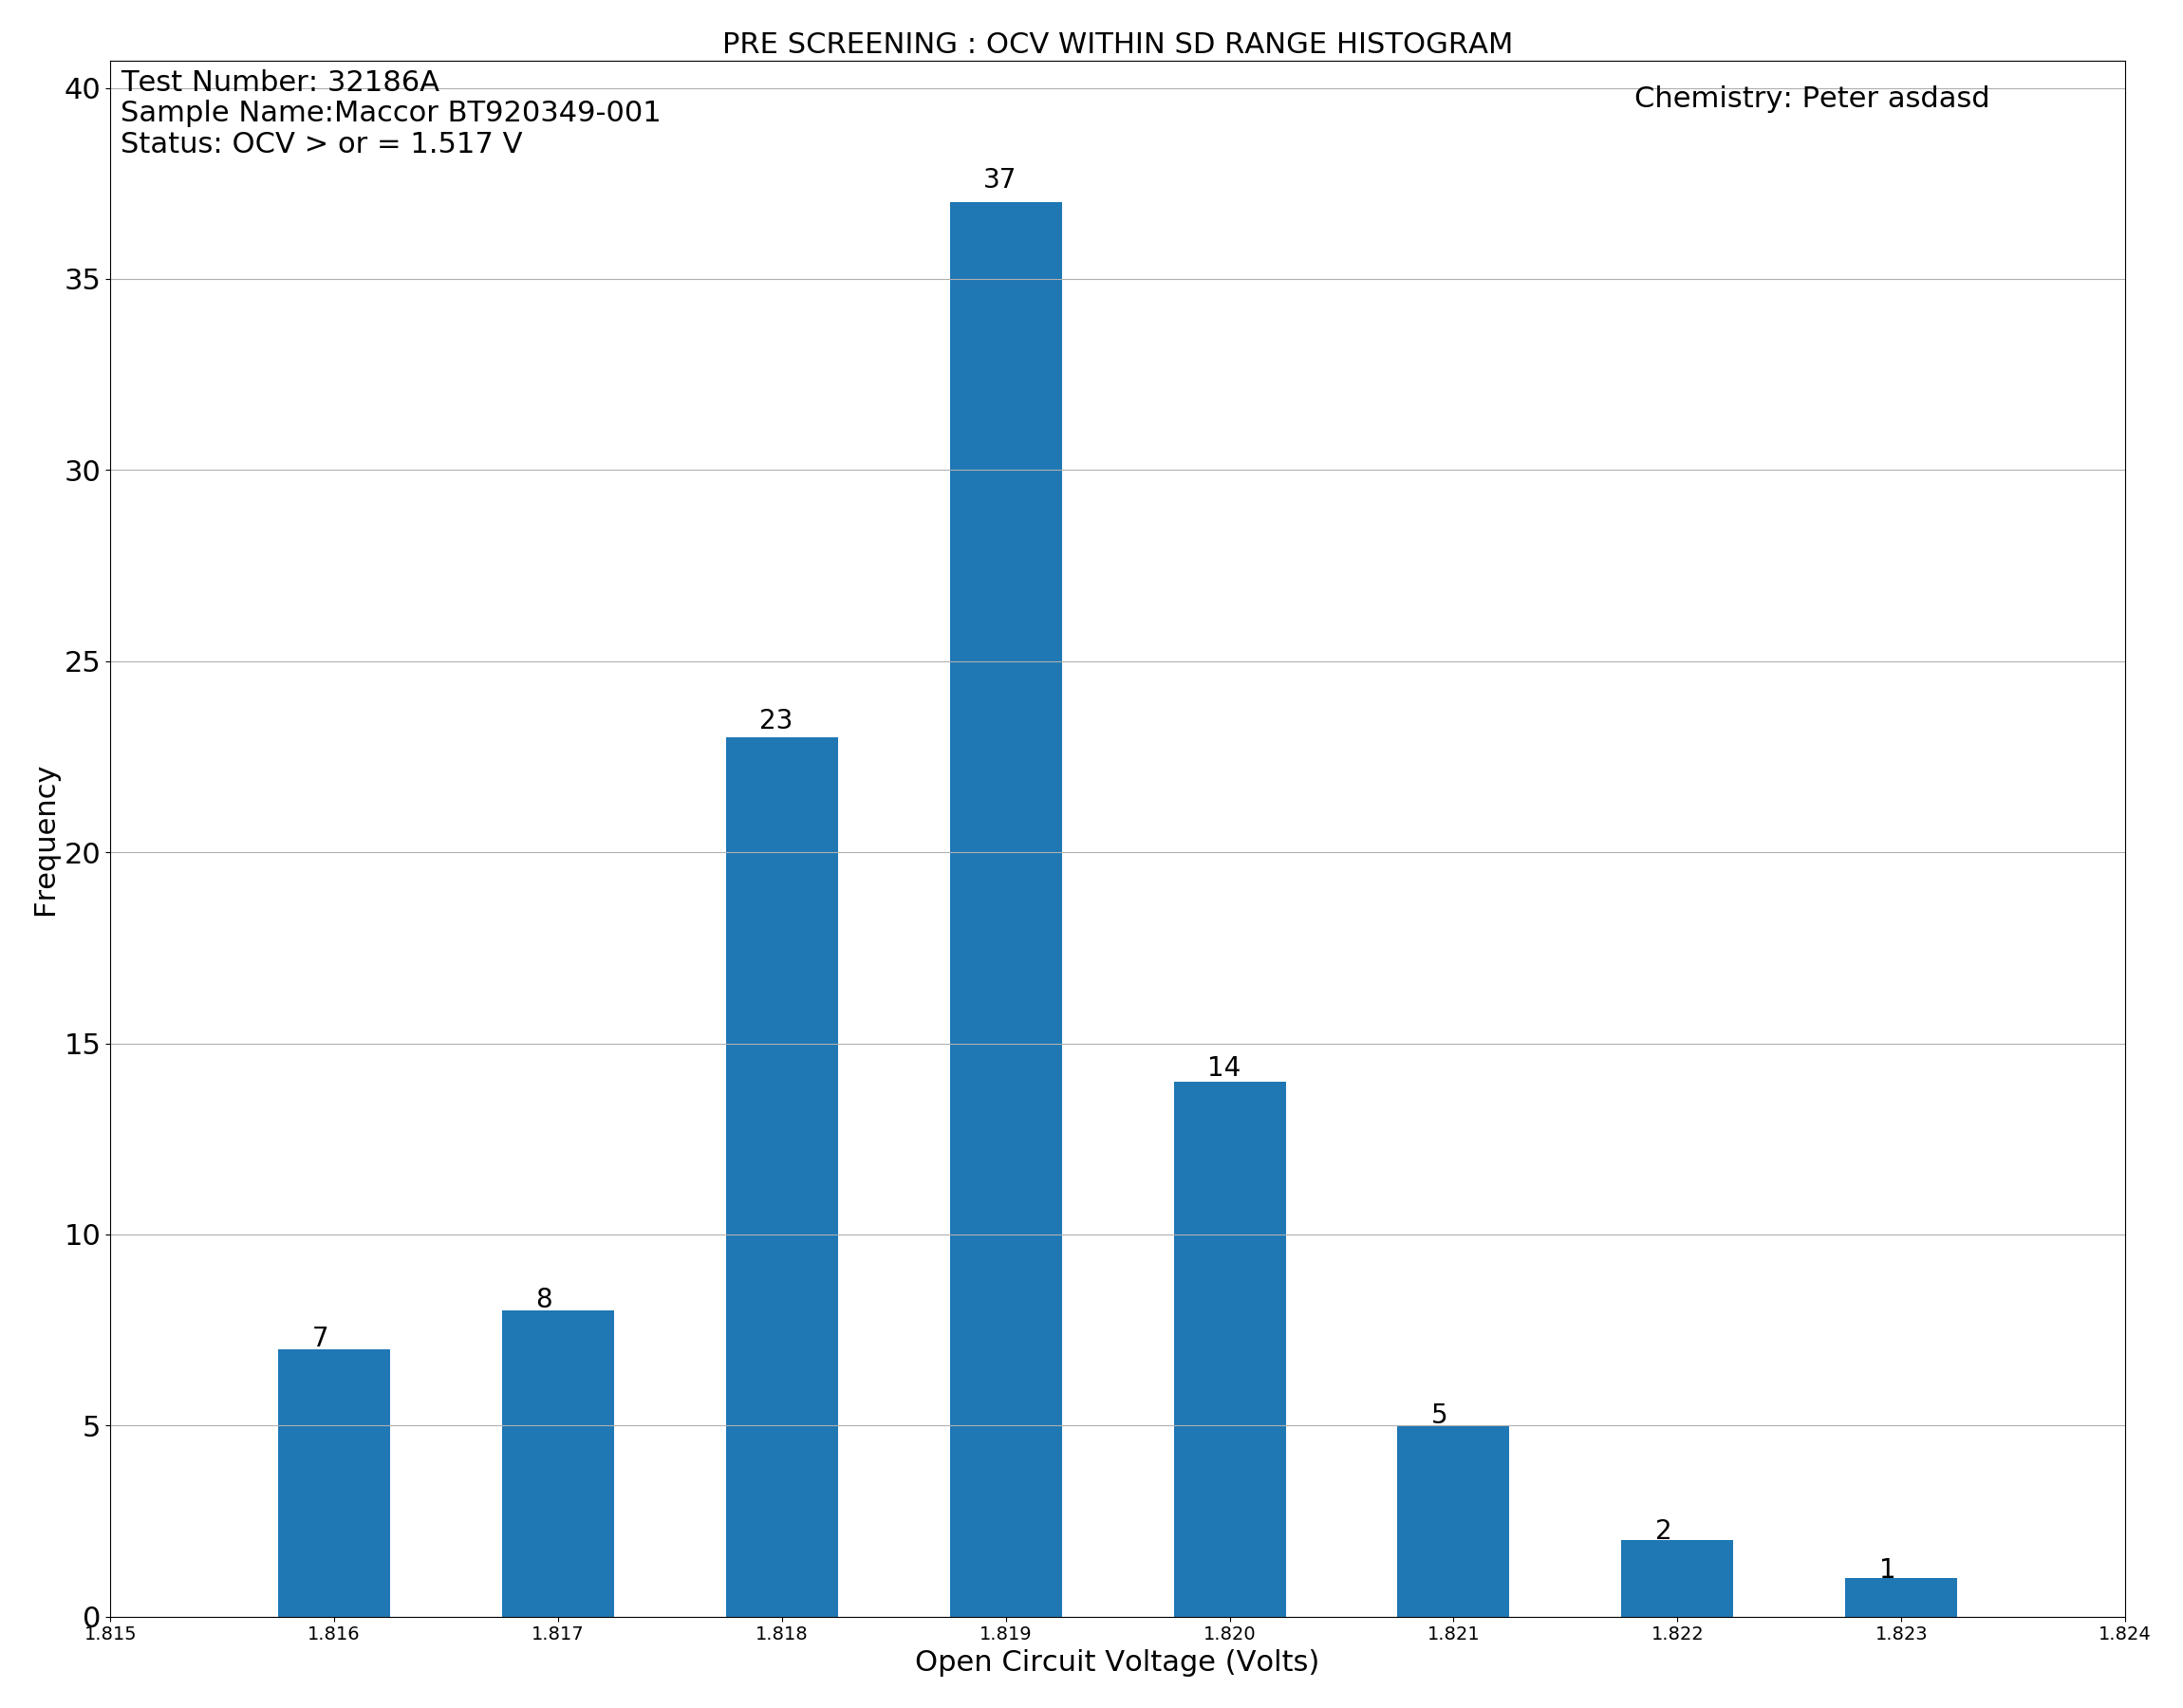 PRE SCREENING : OCV WITHIN SD RANGE HISTOGRAM
Test Number: 32186A
Sample Name:Maccor BT920349-001
Status: OCV > or = 1.517 V
Chemistry: Peter asdasd
40
35
30
25
20
15
10
5
0
Frequency
37
23
14
8
7
5
2
1
1.815 1.816 1.817 1.818 1.819 1.820 1.821 1.822 1.823 1.824
Open Circuit Voltage (Volts)